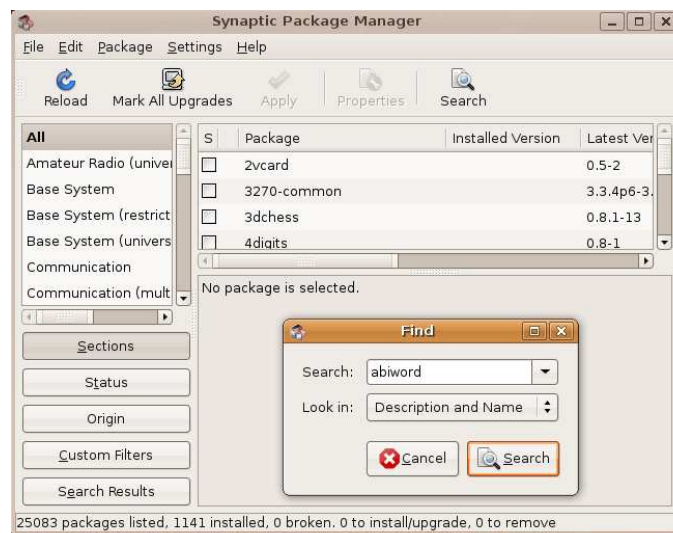 Synaptic Package Manager
File Edit Package Settings Help
Reload Mark All Upgrades Apply Properties Search
All
Amateur Radio (univer
Base System
Base System (restrict
Base System (univers
Communication
Communication (mult
S Package Installed Version Latest Ver
2vcard 0.5-2
3270-common 3.3.4p6-3.
3dchess 0.8.1-13
4digits 0.8-1
No package is selected.
Sections
Status
Origin
Custom Filters
Search Results
Find
Search: abiword
Look in: Description and Name
Cancel Search
25083 packages listed, 1141 installed, 0 broken. 0 to install/upgrade, 0 to remove